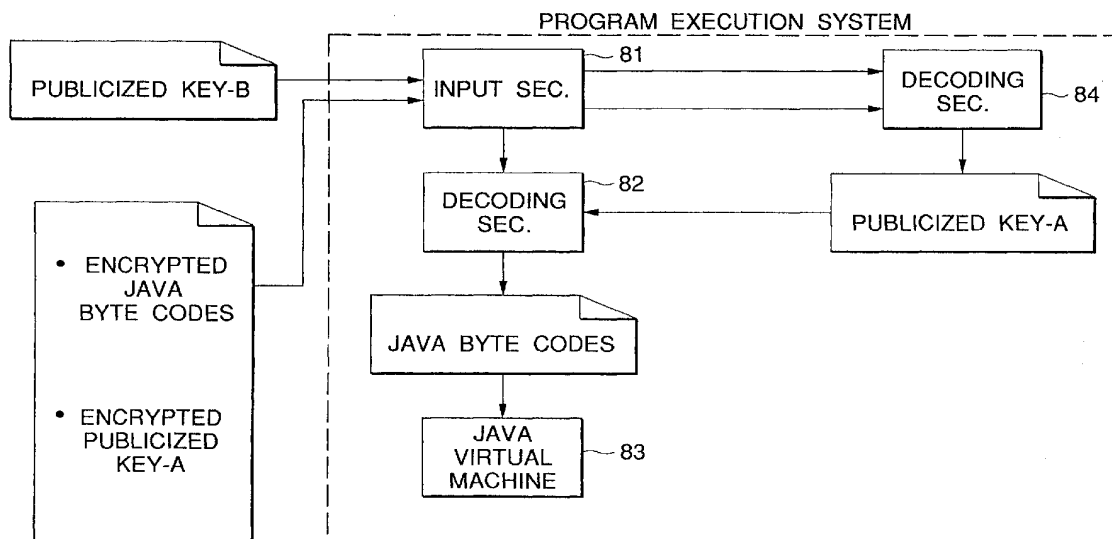 PROGRAM EXECUTION SYSTEM
PUBLICIZED KEY-B
81
INPUT SEC.
DECODING
SEC.
84
82
DECODING
SEC.
PUBLICIZED KEY-A
• ENCRYPTED
JAVA
BYTE CODES
JAVA BYTE CODES
• ENCRYPTED
PUBLICIZED
KEY-A
JAVA
VIRTUAL
MACHINE
83